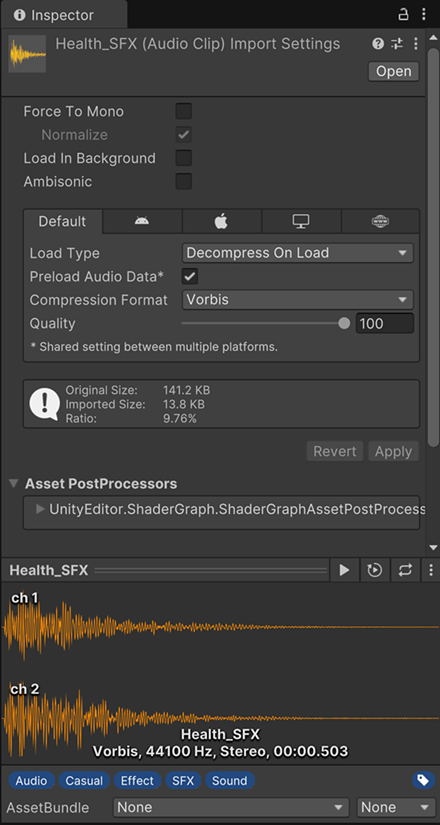 Inspector
Health_SFX (Audio Clip) Import Settings
Open
Force To Mono
Normalize
Load In Background
Ambisonic
Default
Load Type Decompress On Load
Preload Audio Data*
Compression Format Vorbis
Quality 100
* Shared setting between multiple platforms.
Original Size: 141.2 KB
Imported Size: 13.8 KB
Ratio: 9.76%
Revert Apply
Asset PostProcessors
UnityEditor.ShaderGraph.ShaderGraphAssetPostProcess
Health_SFX
ch 1
ch 2
Health_SFX
Vorbis, 44100 Hz, Stereo, 00:00.503
Audio Casual Effect SFX Sound
AssetBundle None None